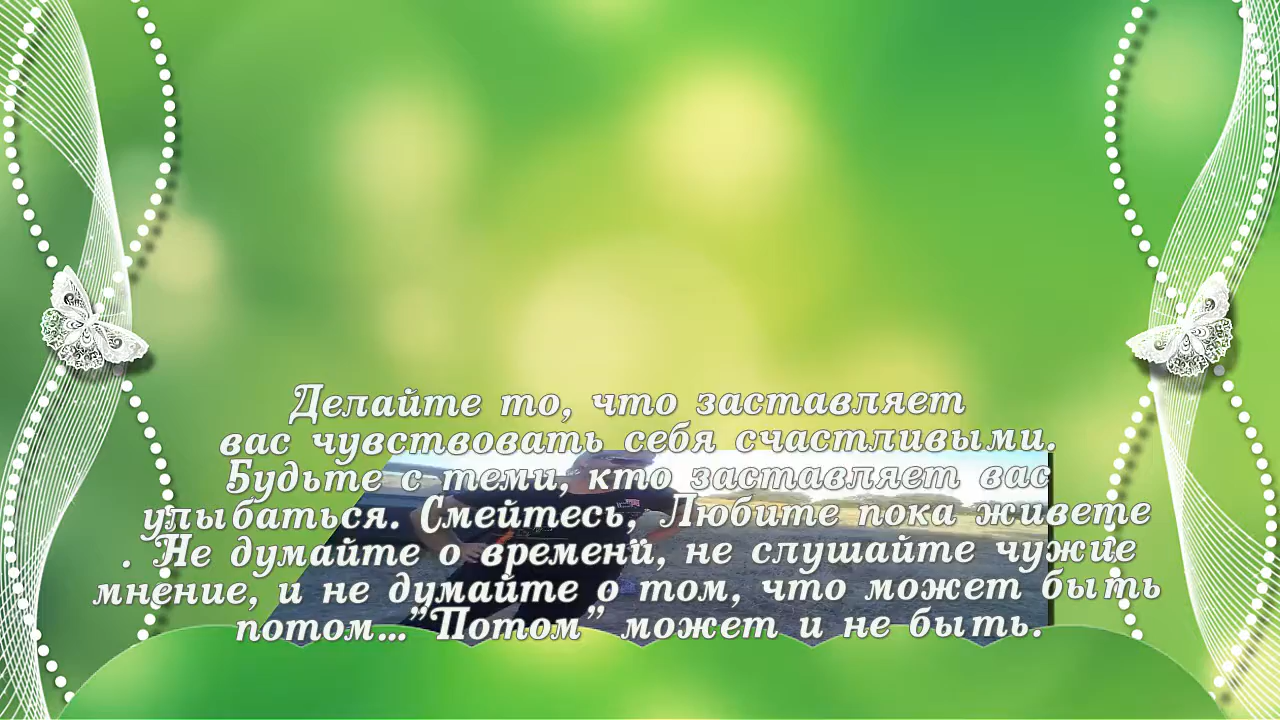 Делайте то, что заставляет
вас чувствовать себя счастливыми.
Будьте с теми, кто заставляет вас
улыбаться. Смейтесь, Любите пока живете
. Не думайте о времени, не слушайте чужие
мнение, и не думайте о том, что может быть
потом..."Потом" может и не быть.